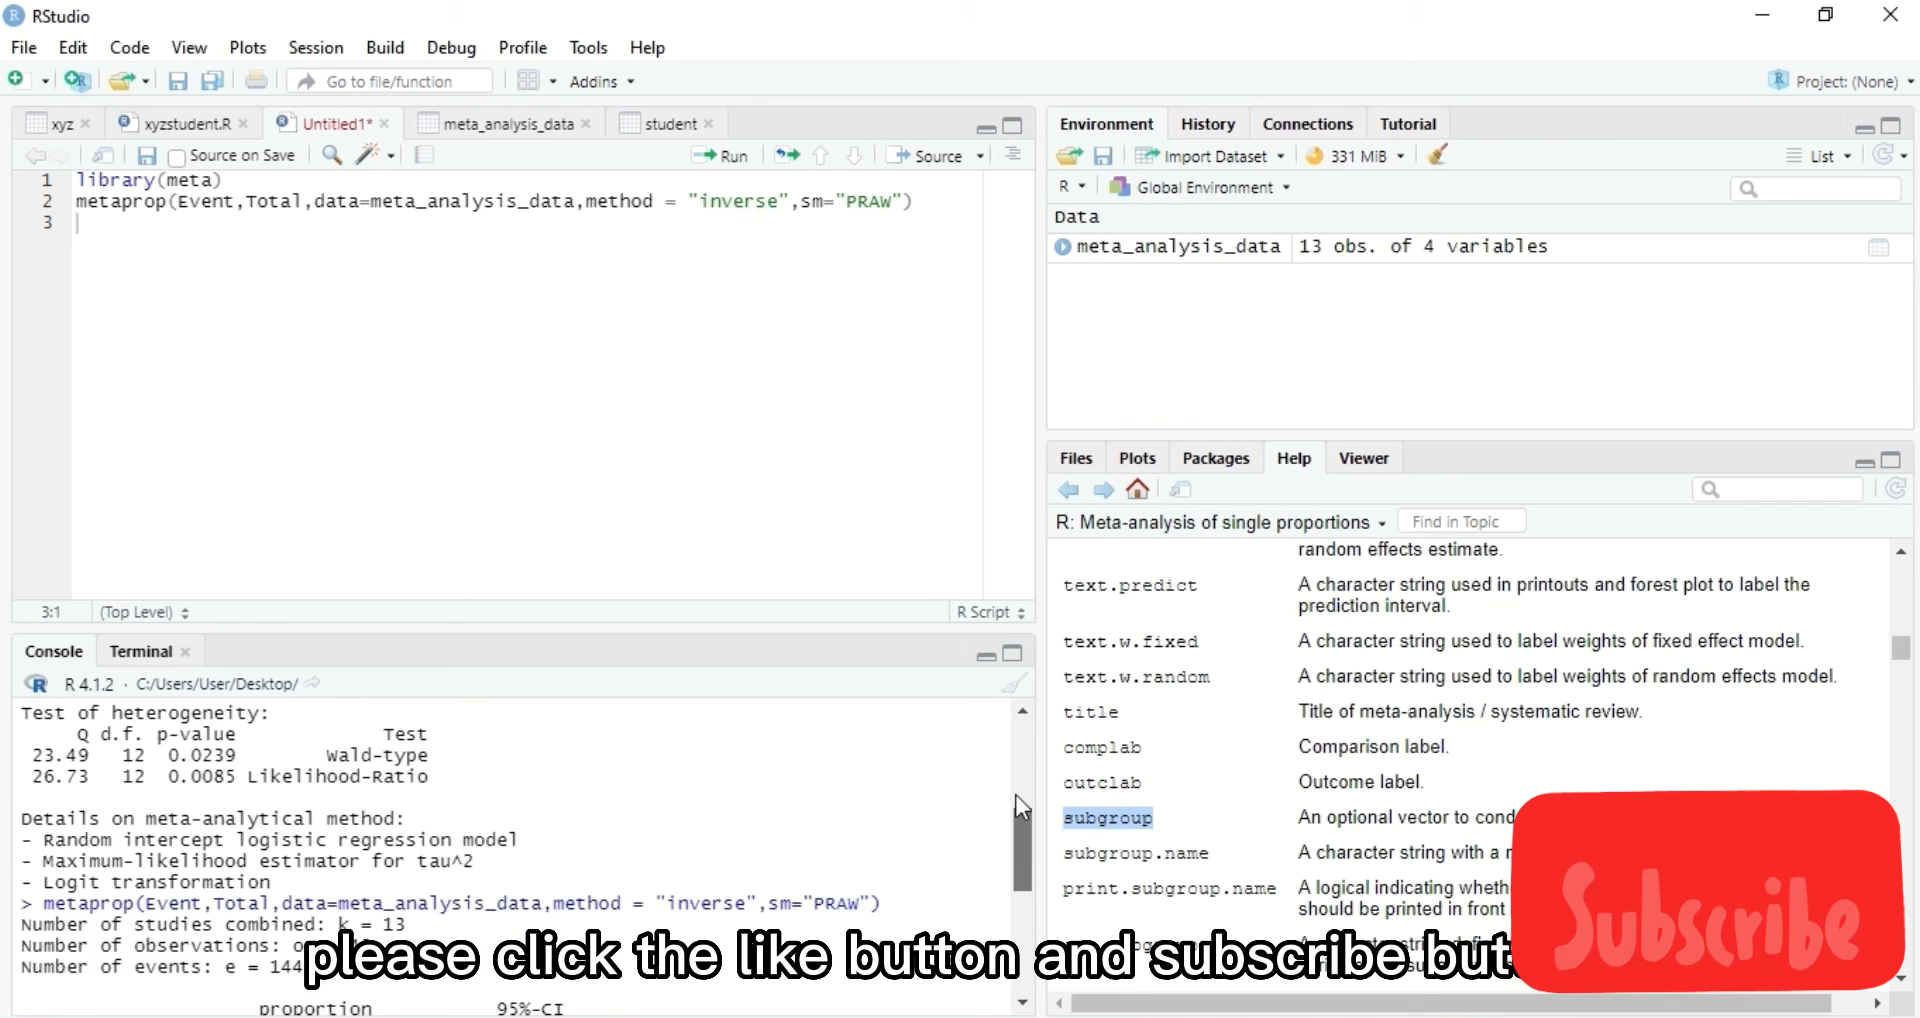 RStudio
File Edit Code View Plots Session Build Debug Profile Tools Help
Go to file/function Addins Project: (None)
xyz xyzstudent.R Untitled1* meta_analysis_data student
Source on Save Run Source
1 library(meta)
2 metaprop(Event,Total,data=meta_analysis_data,method = "inverse",sm="PRAW")
3
3:1 (Top Level) R Script
Console Terminal
R 4.1.2 · C:/Users/User/Desktop/
Test of heterogeneity:
Q d.f. p-value Test
23.49 12 0.0239 Wald-type
26.73 12 0.0085 Likelihood-Ratio
Details on meta-analytical method:
- Random intercept logistic regression model
- Maximum-likelihood estimator for tau^2
- Logit transformation
> metaprop(Event,Total,data=meta_analysis_data,method = "inverse",sm="PRAW")
Number of studies combined: k = 13
Number of observations:
Number of events: e = 144
proportion 95%-CI
Environment History Connections Tutorial
Import Dataset 331 MiB List
R Global Environment
Data
meta_analysis_data 13 obs. of 4 variables
Files Plots Packages Help Viewer
R: Meta-analysis of single proportions Find in Topic
random effects estimate.
text.predict A character string used in printouts and forest plot to label the
prediction interval.
text.w.fixed A character string used to label weights of fixed effect model.
text.w.random A character string used to label weights of random effects model.
title Title of meta-analysis / systematic review.
complab Comparison label.
outclab Outcome label.
subgroup An optional vector to cond
subgroup.name A character string with a
print.subgroup.name A logical indicating wheth
should be printed in front
please click the like button and subscribe but
Subscribe